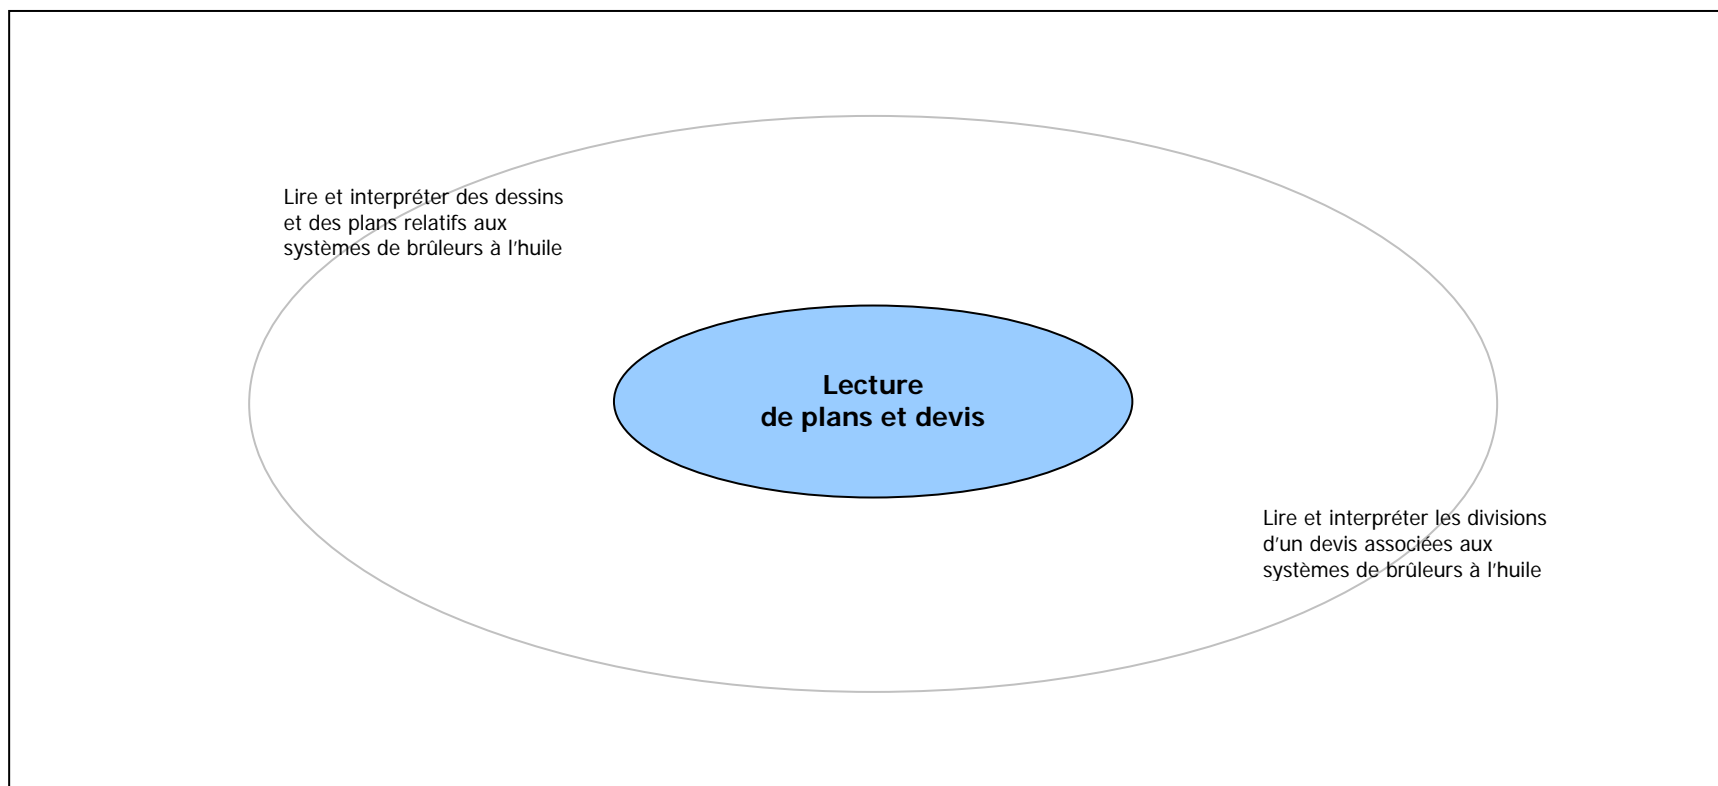 Lire et interpréter des dessins
et des plans relatifs aux
systèmes de brûleurs à l'huile
Lecture
de plans et devis
Lire et interpréter les divisions
d'un devis associées aux
systèmes de brûleurs à l'huile